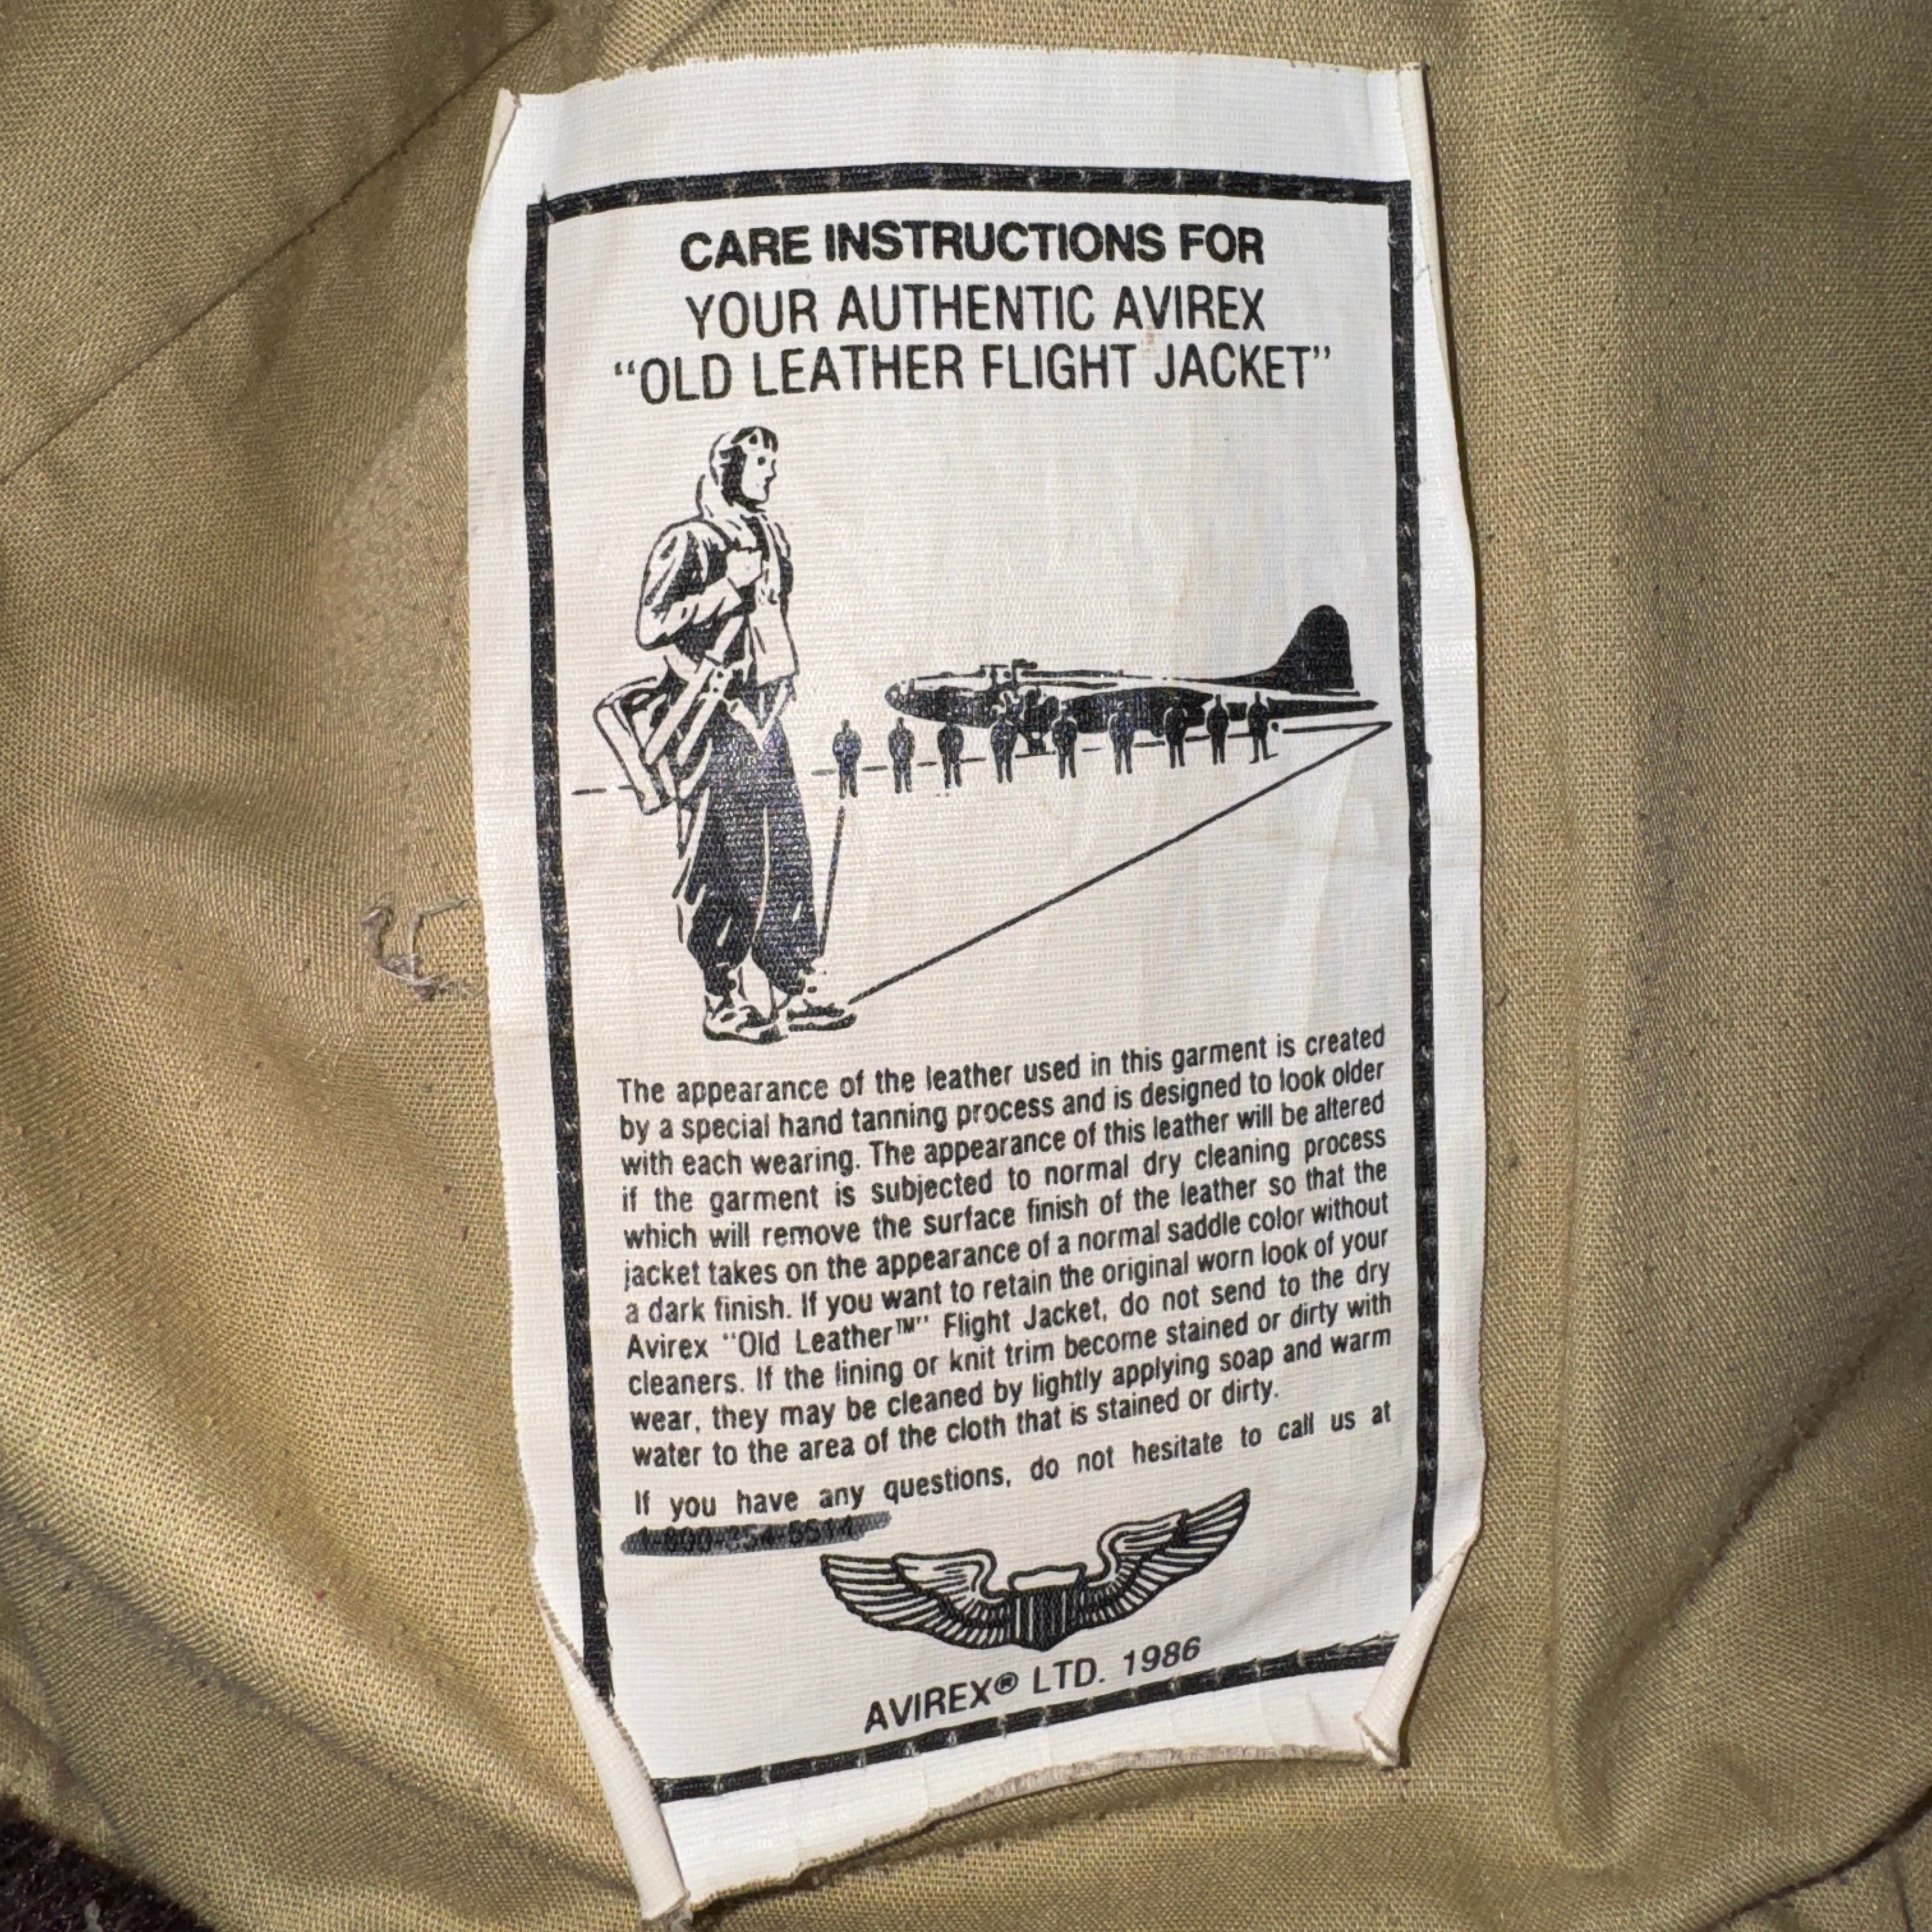 CARE INSTRUCTIONS FOR
YOUR AUTHENTIC AVIREX
“OLD LEATHER FLIGHT JACKET”
The appearance of the leather used in this garment is created
by a special hand tanning process and is designed to look older
with each wearing. The appearance of this leather will be altered
if the garment is subjected to normal dry cleaning process
which will remove the surface finish of the leather so that the
jacket takes on the appearance of a normal saddle color without
a dark finish. If you want to retain the original worn look of your
Avirex “Old Leather™” Flight Jacket, do not send to the dry
cleaners. If the lining or knit trim become stained or dirty with
wear, they may be cleaned by lightly applying soap and warm
water to the area of the cloth that is stained or dirty.
If you have any questions, do not hesitate to call us at
AVIREX® LTD. 1986